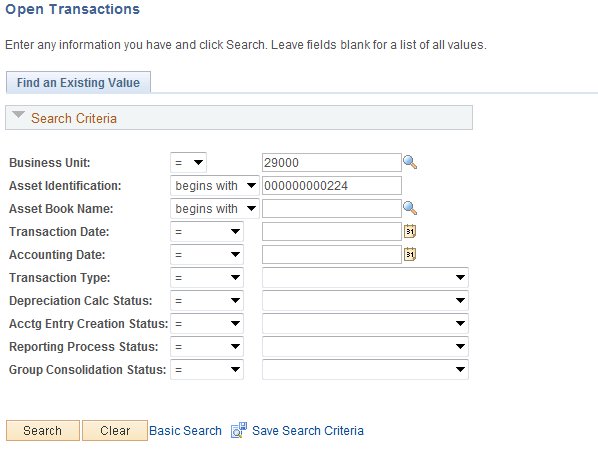 Open Transactions
Enter any information you have and click Search. Leave fields blank for a list of all values.
Find an Existing Value
Search Criteria
Business Unit: = 29000
Asset Identification: begins with 000000000224
Asset Book Name: begins with
Transaction Date: = 31
Accounting Date: = 31
Transaction Type: =
Depreciation Calc Status: =
Acctg Entry Creation Status: =
Reporting Process Status: =
Group Consolidation Status: =
Search Clear Basic Search Save Search Criteria